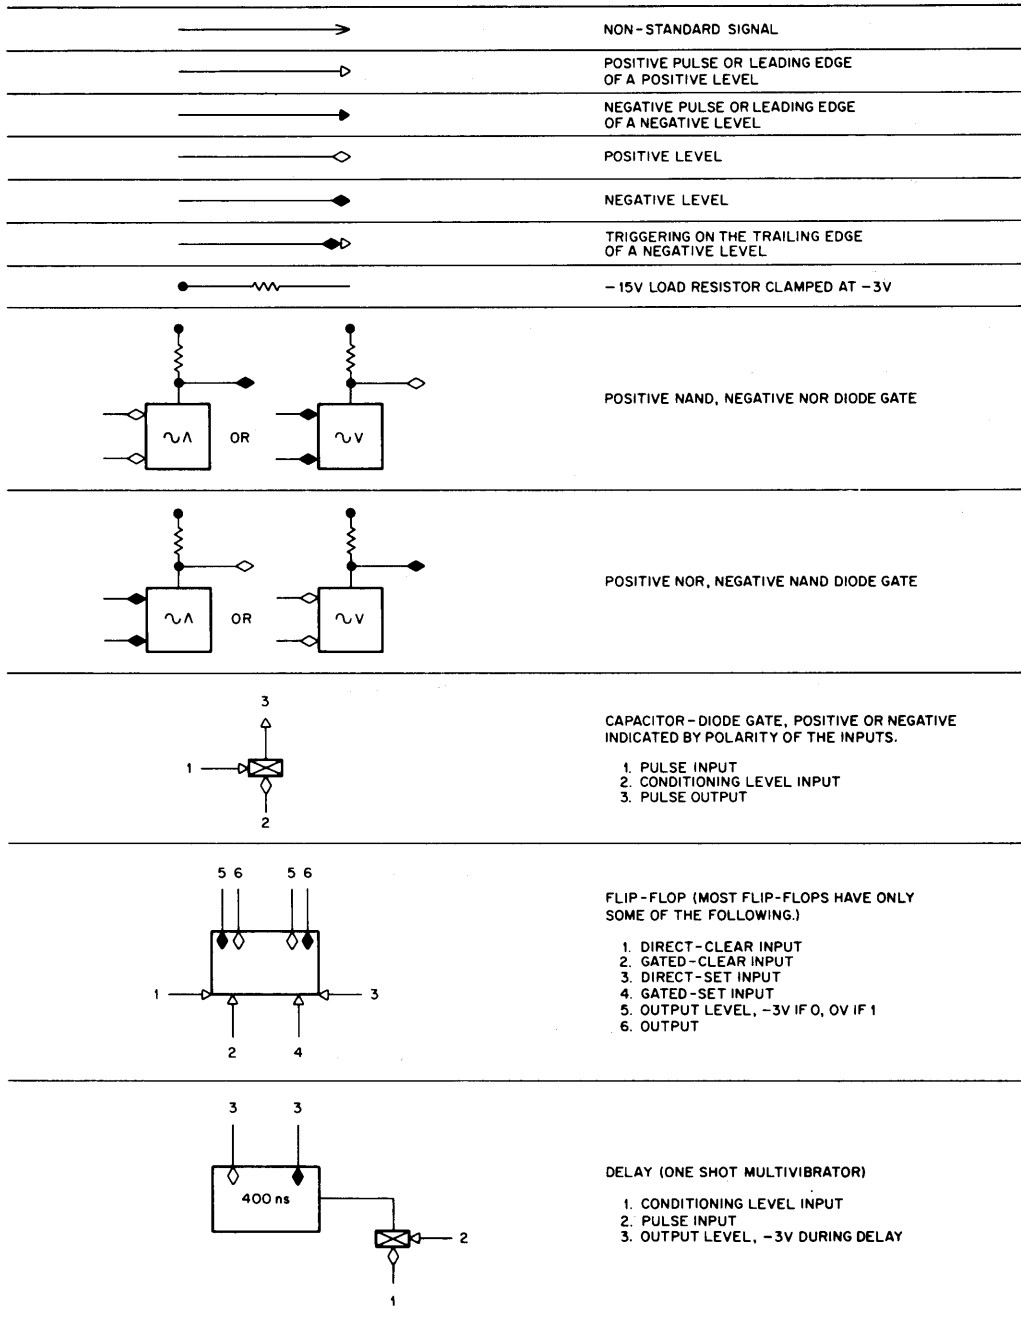 NON-STANDARD SIGNAL
POSITIVE PULSE OR LEADING EDGE
OF A POSITIVE LEVEL
NEGATIVE PULSE OR LEADING EDGE
OF A NEGATIVE LEVEL
POSITIVE LEVEL
NEGATIVE LEVEL
TRIGGERING ON THE TRAILING EDGE
OF A NEGATIVE LEVEL
-15V LOAD RESISTOR CLAMPED AT -3V
∿∧ OR ∿∨
POSITIVE NAND, NEGATIVE NOR DIODE GATE
∿∧ OR ∿∨
POSITIVE NOR, NEGATIVE NAND DIODE GATE
3
1
2
CAPACITOR-DIODE GATE, POSITIVE OR NEGATIVE
INDICATED BY POLARITY OF THE INPUTS.
1. PULSE INPUT
2. CONDITIONING LEVEL INPUT
3. PULSE OUTPUT
5 6 5 6
1 3
2 4
FLIP-FLOP (MOST FLIP-FLOPS HAVE ONLY
SOME OF THE FOLLOWING.)
1. DIRECT-CLEAR INPUT
2. GATED-CLEAR INPUT
3. DIRECT-SET INPUT
4. GATED-SET INPUT
5. OUTPUT LEVEL, -3V IF 0, 0V IF 1
6. OUTPUT
3 3
400 ns
2
1
DELAY (ONE SHOT MULTIVIBRATOR)
1. CONDITIONING LEVEL INPUT
2. PULSE INPUT
3. OUTPUT LEVEL, -3V DURING DELAY